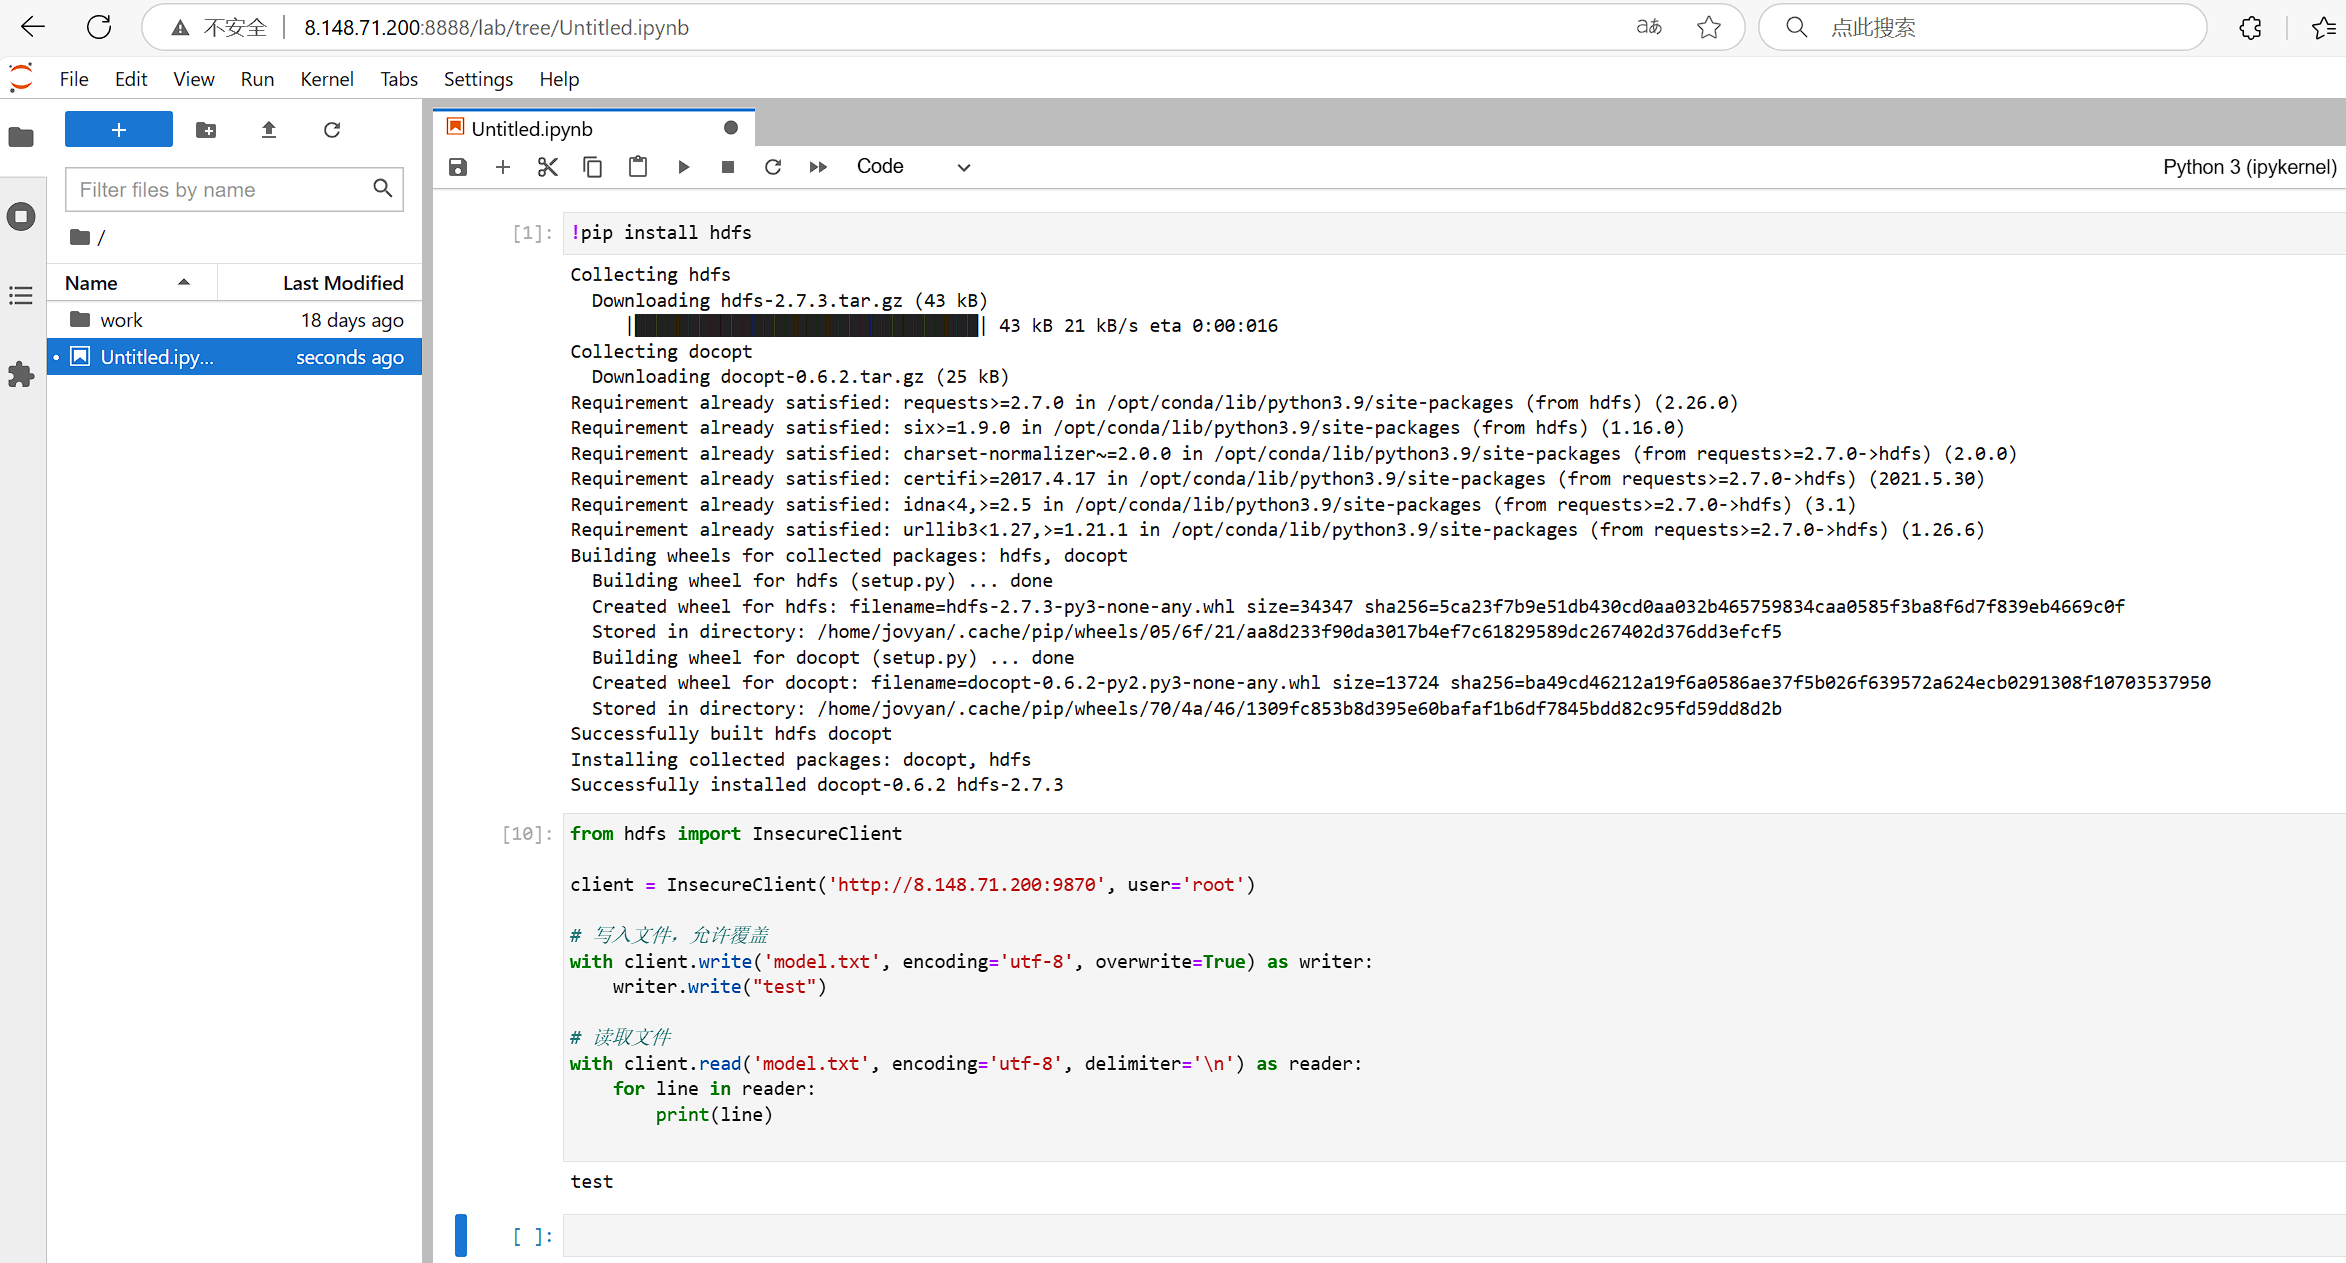 不安全 8.148.71.200:8888/lab/tree/Untitled.ipynb aあ 点此搜索
File Edit View Run Kernel Tabs Settings Help
Untitled.ipynb
Code Python 3 (ipykernel)
Filter files by name
/
Name Last Modified
work 18 days ago
Untitled.ipy... seconds ago
[1]: !pip install hdfs
Collecting hdfs
  Downloading hdfs-2.7.3.tar.gz (43 kB)
     |████████████████████████████████| 43 kB 21 kB/s eta 0:00:016
Collecting docopt
  Downloading docopt-0.6.2.tar.gz (25 kB)
Requirement already satisfied: requests>=2.7.0 in /opt/conda/lib/python3.9/site-packages (from hdfs) (2.26.0)
Requirement already satisfied: six>=1.9.0 in /opt/conda/lib/python3.9/site-packages (from hdfs) (1.16.0)
Requirement already satisfied: charset-normalizer~=2.0.0 in /opt/conda/lib/python3.9/site-packages (from requests>=2.7.0->hdfs) (2.0.0)
Requirement already satisfied: certifi>=2017.4.17 in /opt/conda/lib/python3.9/site-packages (from requests>=2.7.0->hdfs) (2021.5.30)
Requirement already satisfied: idna<4,>=2.5 in /opt/conda/lib/python3.9/site-packages (from requests>=2.7.0->hdfs) (3.1)
Requirement already satisfied: urllib3<1.27,>=1.21.1 in /opt/conda/lib/python3.9/site-packages (from requests>=2.7.0->hdfs) (1.26.6)
Building wheels for collected packages: hdfs, docopt
  Building wheel for hdfs (setup.py) ... done
  Created wheel for hdfs: filename=hdfs-2.7.3-py3-none-any.whl size=34347 sha256=5ca23f7b9e51db430cd0aa032b465759834caa0585f3ba8f6d7f839eb4669c0f
  Stored in directory: /home/jovyan/.cache/pip/wheels/05/6f/21/aa8d233f90da3017b4ef7c61829589dc267402d376dd3efcf5
  Building wheel for docopt (setup.py) ... done
  Created wheel for docopt: filename=docopt-0.6.2-py2.py3-none-any.whl size=13724 sha256=ba49cd46212a19f6a0586ae37f5b026f639572a624ecb0291308f10703537950
  Stored in directory: /home/jovyan/.cache/pip/wheels/70/4a/46/1309fc853b8d395e60bafaf1b6df7845bdd82c95fd59dd8d2b
Successfully built hdfs docopt
Installing collected packages: docopt, hdfs
Successfully installed docopt-0.6.2 hdfs-2.7.3
[10]: from hdfs import InsecureClient
client = InsecureClient('http://8.148.71.200:9870', user='root')
# 写入文件，允许覆盖
with client.write('model.txt', encoding='utf-8', overwrite=True) as writer:
    writer.write("test")
# 读取文件
with client.read('model.txt', encoding='utf-8', delimiter='\n') as reader:
    for line in reader:
        print(line)
test
[ ]: